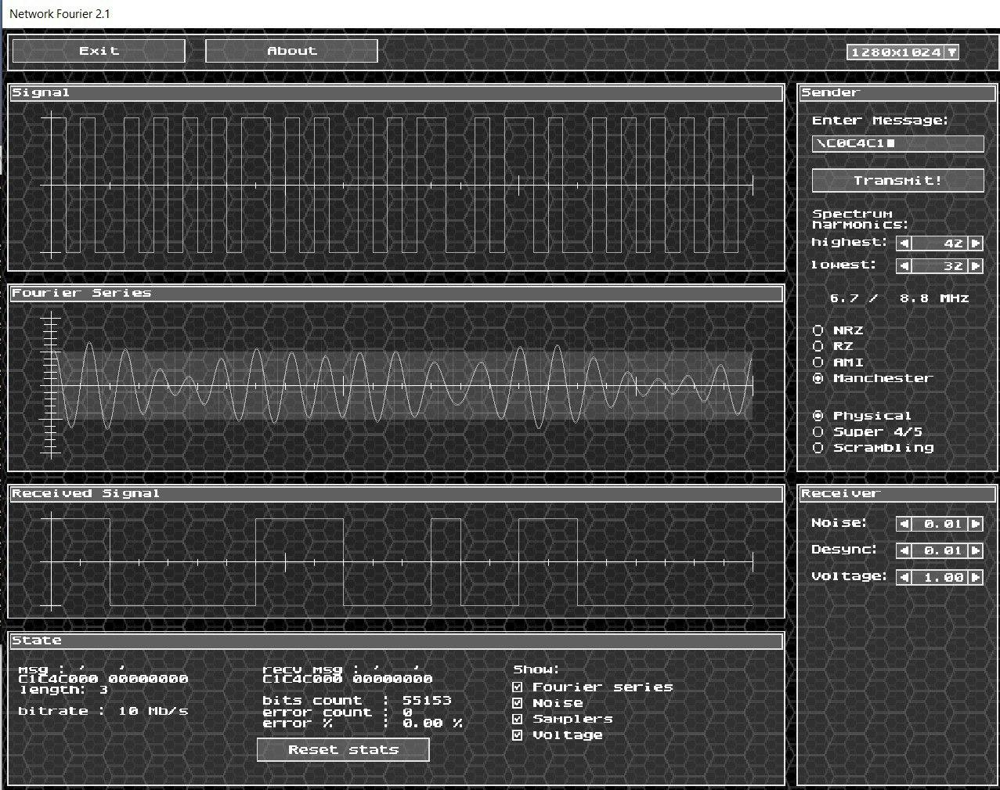 Network Fourier 2.1
Exit
About
1280x1024
Signal
Sender
Enter Message:
\C0C4C1
Transmit!
Spectrum
harmonics:
highest: 42
lowest: 32
6.7 / 8.8 MHz
NRZ
RZ
AMI
Manchester
Physical
Super 4/5
Scrambling
Fourier Series
Received Signal
Receiver
Noise: 0.01
Desync: 0.01
Voltage: 1.00
State
msg : , ,
C1C4C000 00000000
length: 3
bitrate : 10 Mb/s
recv msg : , ,
C1C4C000 00000000
bits count : 55153
error count : 0
error % : 0.00 %
Reset stats
Show:
Fourier series
Noise
Samplers
Voltage